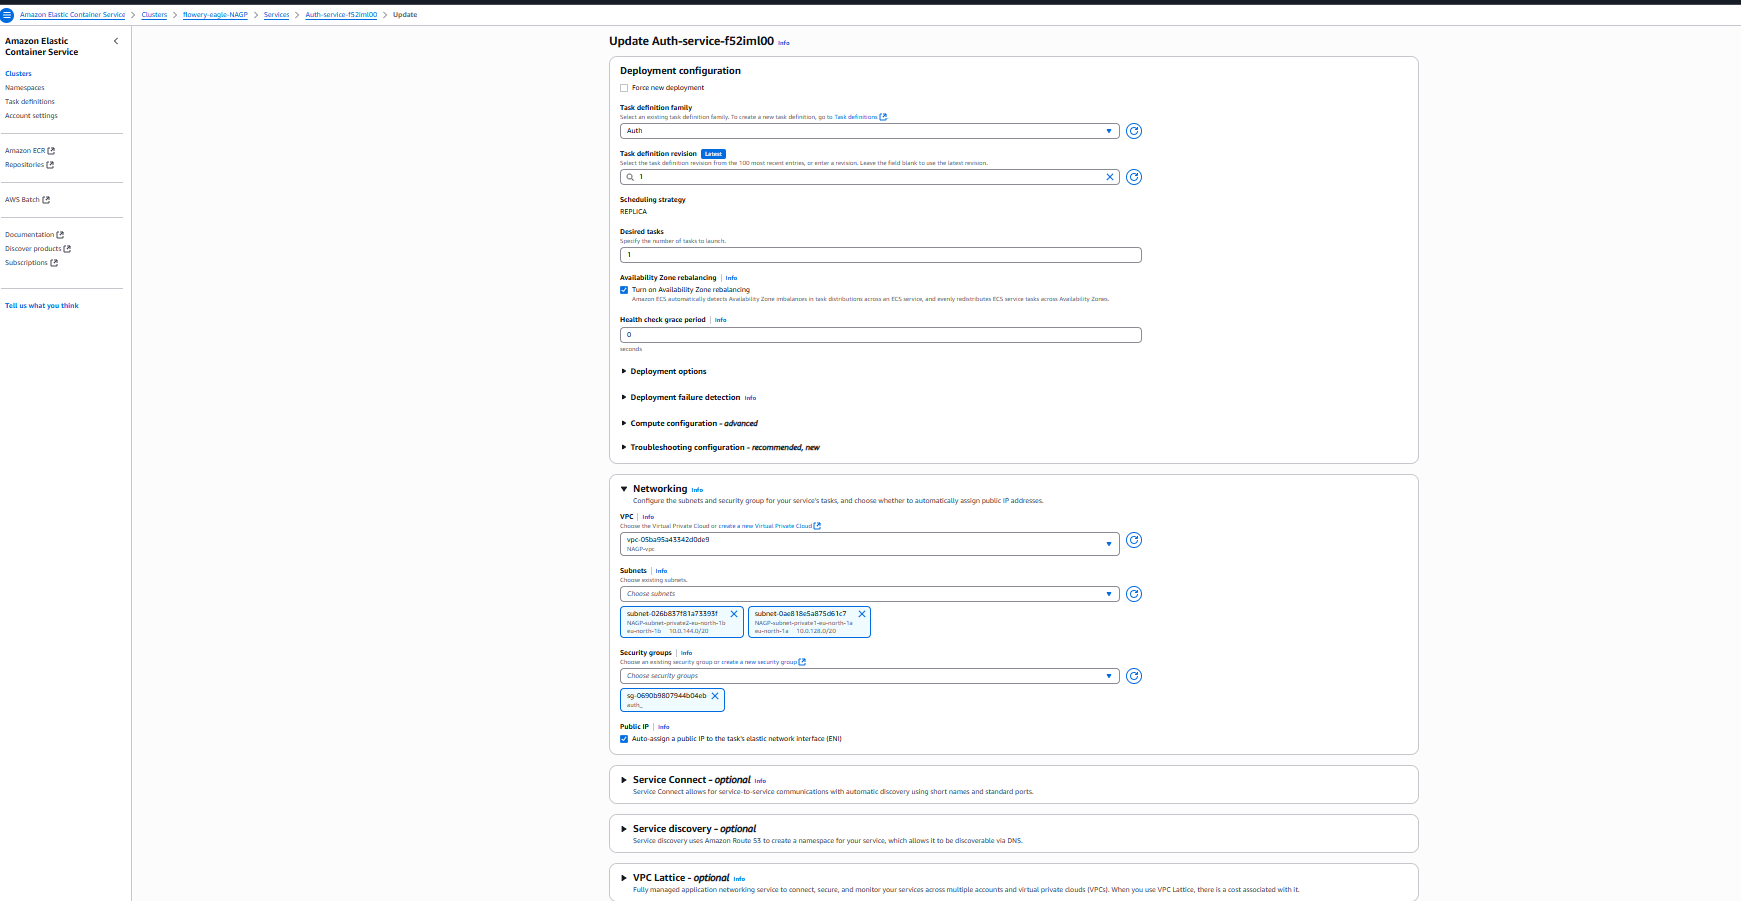 Amazon Elastic Container Service > Clusters > flowery-eagle-NAGP > Services > Auth-service-f52iml00 > Update
Amazon Elastic
Container Service
Clusters
Namespaces
Task definitions
Account settings
Amazon ECR
Repositories
AWS Batch
Documentation
Discover products
Subscriptions
Tell us what you think
Update Auth-service-f52iml00 Info
Deployment configuration
Force new deployment
Task definition family
Select an existing task definition family. To create a new task definition, go to Task definitions
Auth
Task definition revision Latest
Select the task definition revision from the 100 most recent entries, or enter a revision. Leave the field blank to use the latest revision.
1
Scheduling strategy
REPLICA
Desired tasks
Specify the number of tasks to launch.
1
Availability Zone rebalancing | Info
Turn on Availability Zone rebalancing
Amazon ECS automatically detects Availability Zone imbalances in task distributions across an ECS service, and evenly redistributes ECS service tasks across Availability Zones.
Health check grace period | Info
0
seconds
Deployment options
Deployment failure detection Info
Compute configuration - advanced
Troubleshooting configuration - recommended, new
Networking Info
Configure the subnets and security group for your service's tasks, and choose whether to automatically assign public IP addresses.
VPC | Info
Choose the Virtual Private Cloud or create a new Virtual Private Cloud
vpc-05ba95a43342d0de9
NAGP-vpc
Subnets | Info
Choose existing subnets.
Choose subnets
subnet-026b837f81a73393f
NAGP-subnet-private2-eu-north-1b
eu-north-1b 10.0.144.0/20
subnet-0ae818e5a875d61c7
NAGP-subnet-private1-eu-north-1a
eu-north-1a 10.0.128.0/20
Security groups | Info
Choose an existing security group or create a new security group
Choose security groups
sg-0690b9807944b04eb
auth_
Public IP | Info
Auto-assign a public IP to the task's elastic network interface (ENI)
Service Connect - optional Info
Service Connect allows for service-to-service communications with automatic discovery using short names and standard ports.
Service discovery - optional
Service discovery uses Amazon Route 53 to create a namespace for your service, which allows it to be discoverable via DNS.
VPC Lattice - optional Info
Fully managed application networking service to connect, secure, and monitor your services across multiple accounts and virtual private clouds (VPCs). When you use VPC Lattice, there is a cost associated with it.